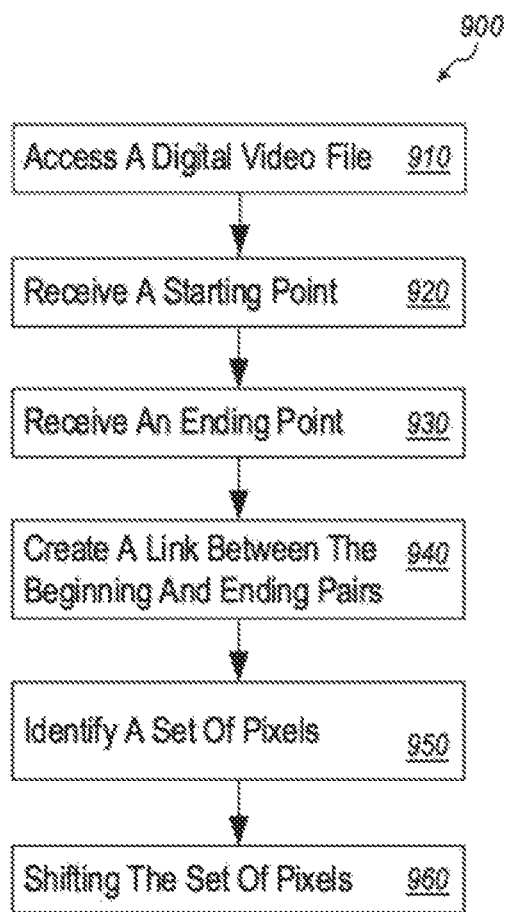 900
Access A Digital Video File 910
Receive A Starting Point 920
Receive An Ending Point 930
Create A Link Between The 940
Beginning And Ending Pairs
Identify A Set Of Pixels 950
Shifting The Set Of Pixels 960